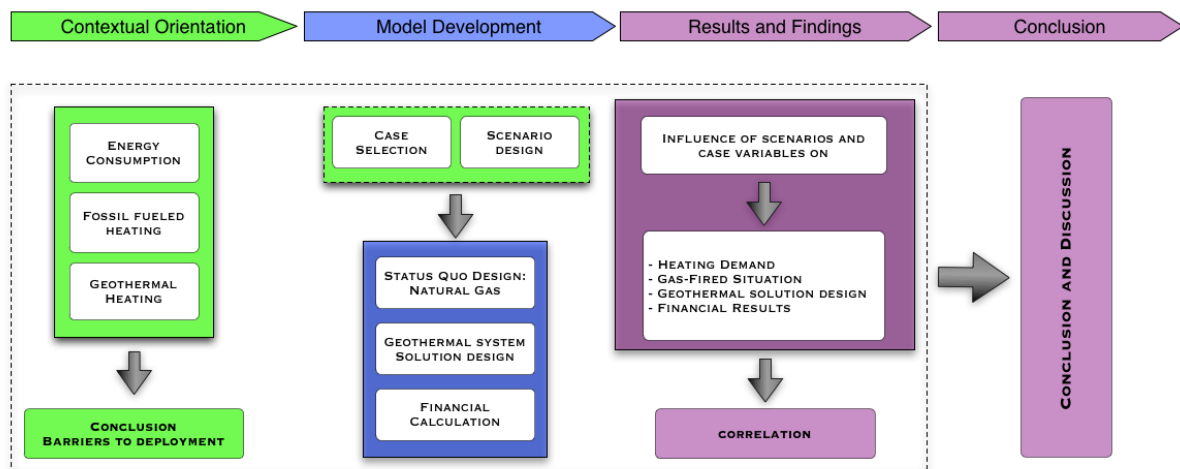 Contextual Orientation
Model Development
Results and Findings
Conclusion
Energy
Consumption
Fossil fueled
heating
Geothermal
Heating
Conclusion
Barriers to deployment
Case
Selection
Scenario
design
Status Quo Design:
Natural Gas
Geothermal system
Solution design
Financial
Calculation
Influence of scenarios and
case variables on
- Heating Demand
- Gas-Fired Situation
- Geothermal solution design
- Financial Results
correlation
Conclusion and Discussion